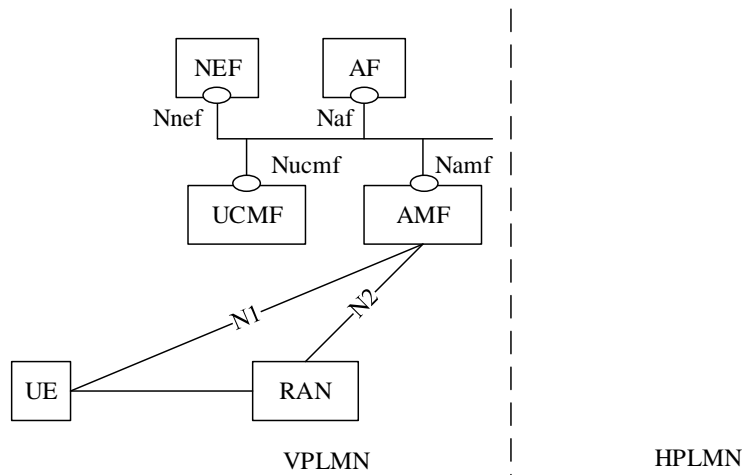 NEF
AF
Nnef
Naf
Nucmf
Namf
UCMF
AMF
N1
N2
UE
RAN
VPLMN
HPLMN